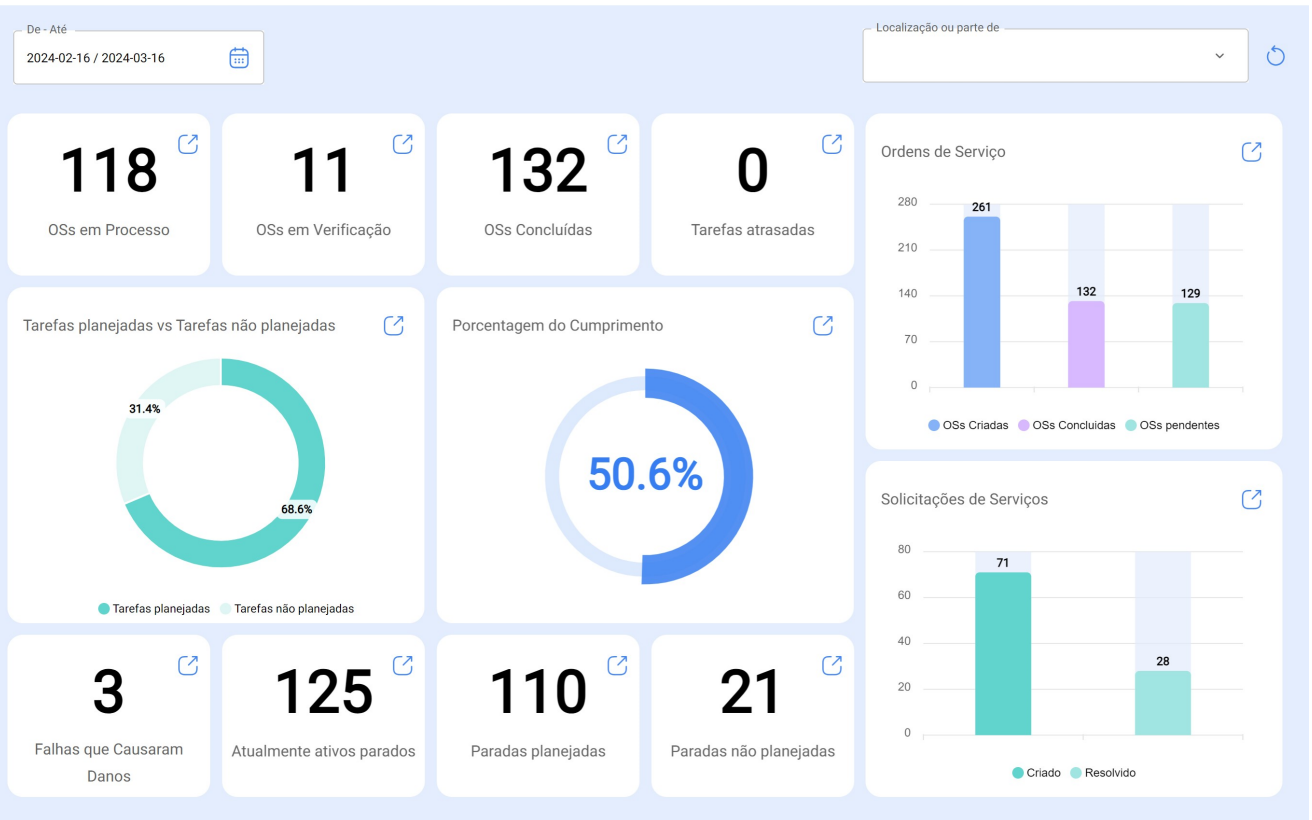 De - Até
2024-02-16 / 2024-03-16
Localização ou parte de
118
OSs em Processo
11
OSs em Verificação
132
OSs Concluídas
0
Tarefas atrasadas
Ordens de Serviço
280
210
140
70
0
261
132
129
OSs Criadas
OSs Concluidas
OSs pendentes
Tarefas planejadas vs Tarefas não planejadas
31.4%
68.6%
Tarefas planejadas
Tarefas não planejadas
Porcentagem do Cumprimento
50.6%
Solicitações de Serviços
80
60
40
20
0
71
28
Criado
Resolvido
3
Falhas que Causaram
Danos
125
Atualmente ativos parados
110
Paradas planejadas
21
Paradas não planejadas